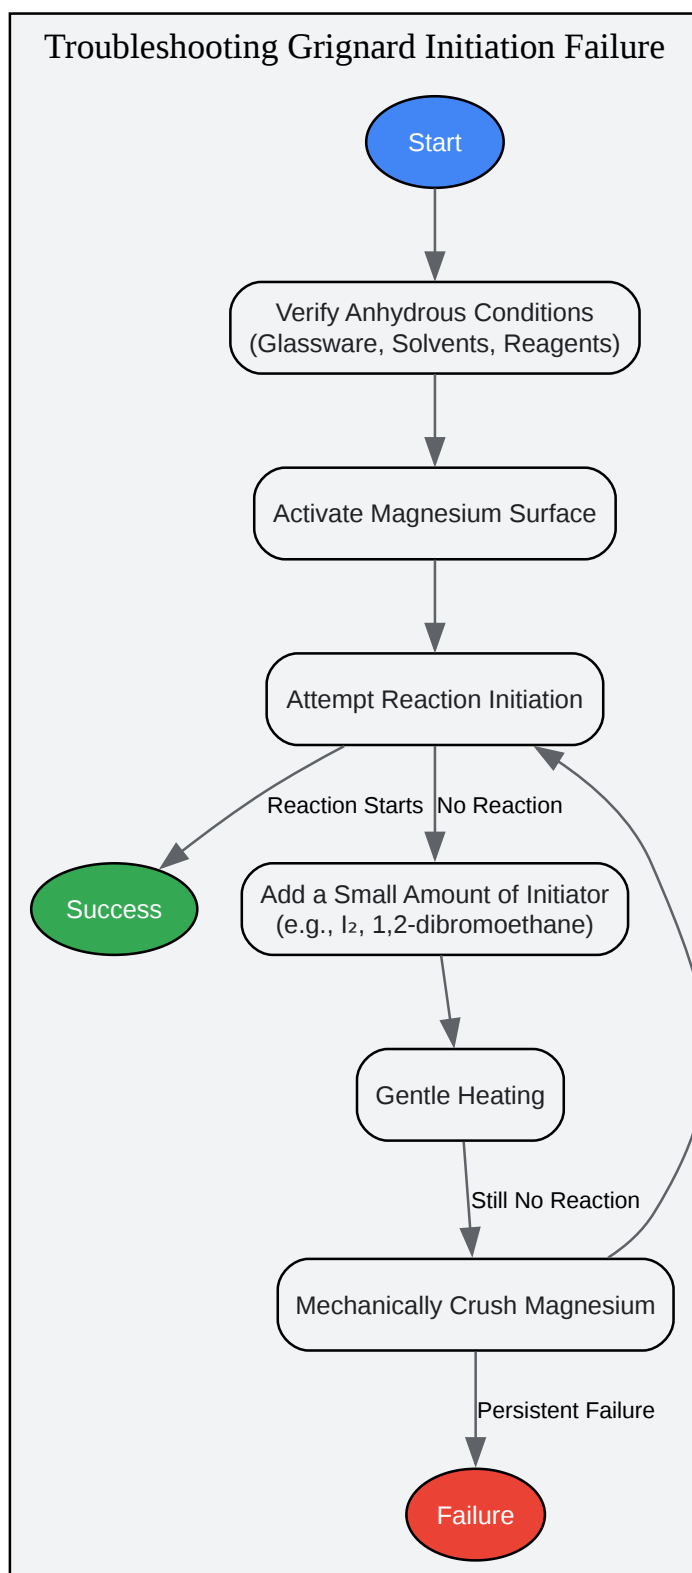 Troubleshooting Grignard Initiation Failure
Start
Verify Anhydrous Conditions
(Glassware, Solvents, Reagents)
Activate Magnesium Surface
Attempt Reaction Initiation
Reaction Starts
No Reaction
Success
Add a Small Amount of Initiator
(e.g., I₂, 1,2-dibromoethane)
Gentle Heating
Still No Reaction
Mechanically Crush Magnesium
Persistent Failure
Failure